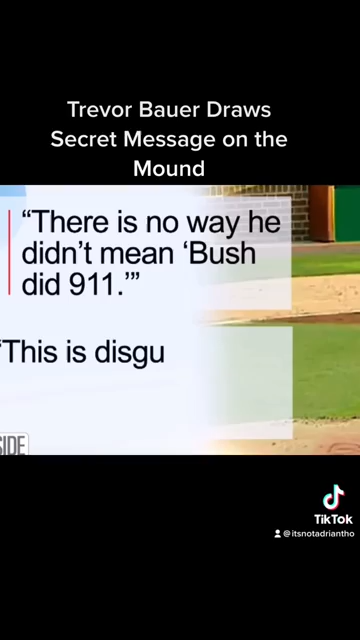 Trevor Bauer Draws
Secret Message on the
Mound
“There is no way he
didn’t mean ‘Bush
did 911.’”
“This is disgu
SIDE
TikTok
@itsnotadriantho